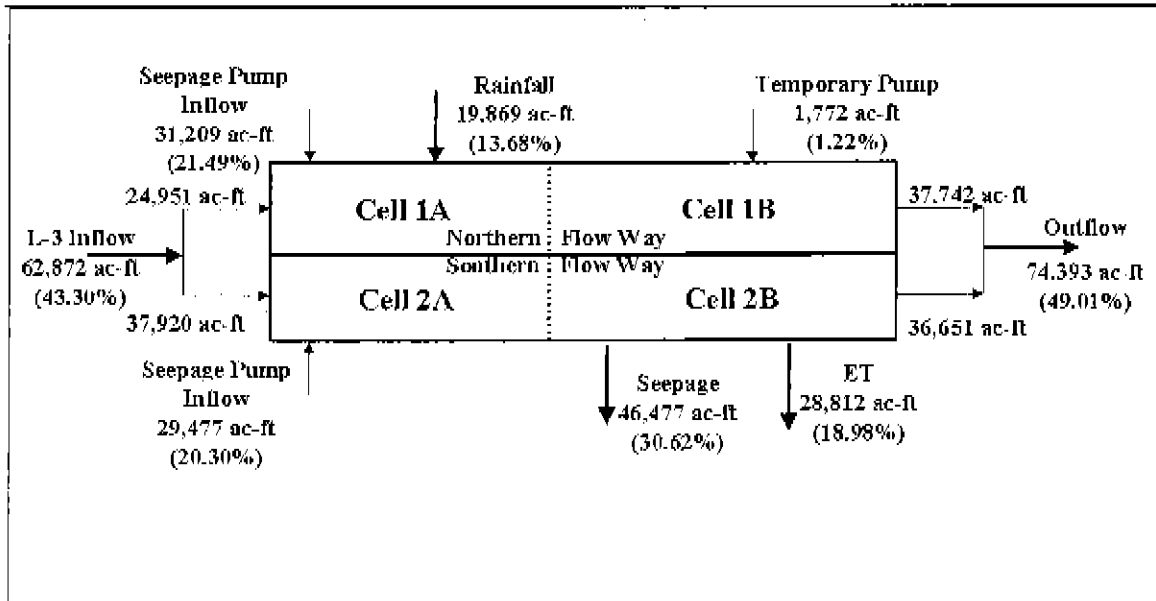 Seepage Pump
Inflow
31,209 ac-ft
(21.49%)
Rainfall
19,869 ac-ft
(13.68%)
Temporary Pump
1,772 ac-ft
(1.22%)
24,951 ac-ft
Cell 1A
Cell 1B
37.742 ac-ft
L-3 Inflow
62,872 ac-ft
(43.30%)
Northern Flow Way
Southern Flow Way
Outflow
74.393 ac-ft
(49.01%)
37,920 ac-ft
Cell 2A
Cell 2B
36,651 ac-ft
Seepage Pump
Inflow
29,477 ac-ft
(20.30%)
Seepage
46,477 ac-ft
(30.62%)
ET
28,812 ac-ft
(18.98%)